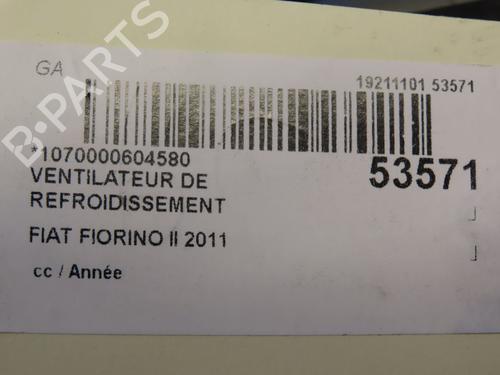 GA
19211101 53571
B-PARTS
*1070000604580
53571
VENTILATEUR DE
REFROIDISSEMENT
FIAT FIORINO II 2011
cc / Année